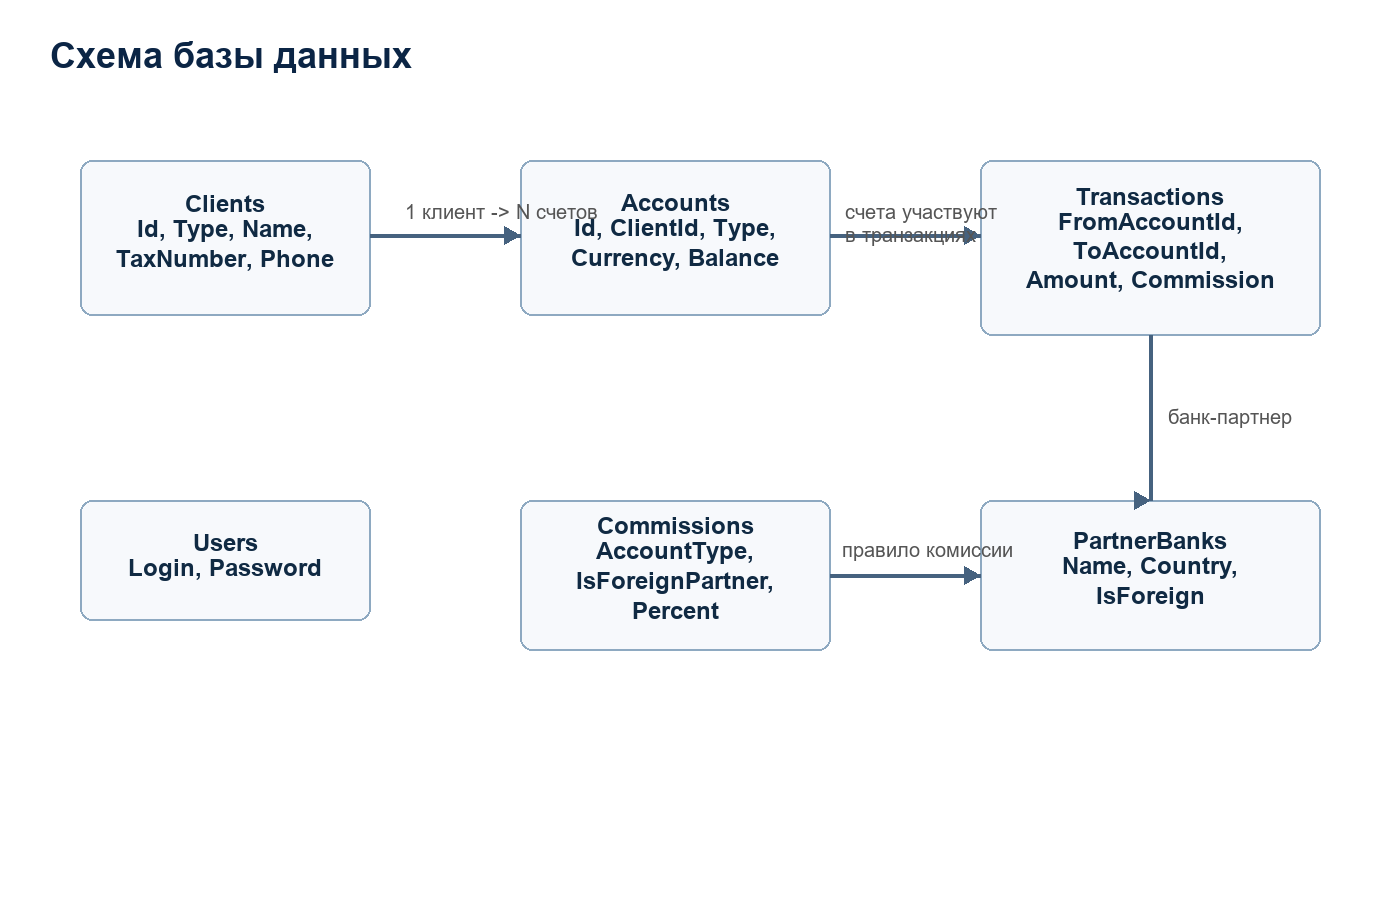 Схема базы данных
Clients
Id, Type, Name,
TaxNumber, Phone
1 клиент -> N счетов
Accounts
Id, ClientId, Type,
Currency, Balance
счета участвуют
в транзакциях
Transactions
FromAccountId,
ToAccountId,
Amount, Commission
банк-партнер
Users
Login, Password
Commissions
AccountType,
IsForeignPartner,
Percent
правило комиссии
PartnerBanks
Name, Country,
IsForeign